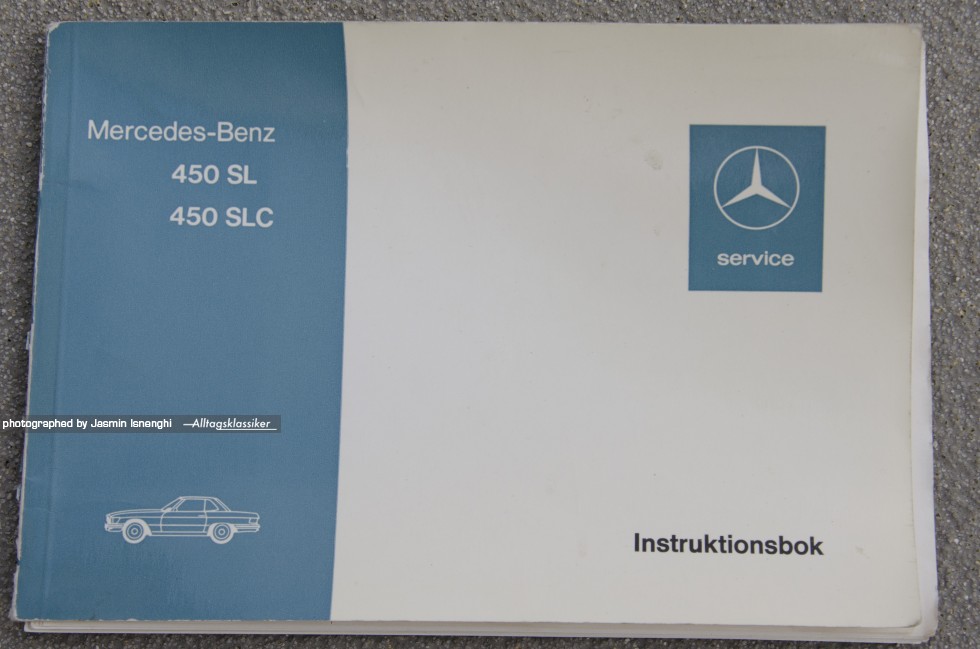 Mercedes-Benz
450 SL
450 SLC
service
photographed by Jasmin Isnenghi —Alltagsklassiker
Instruktionsbok